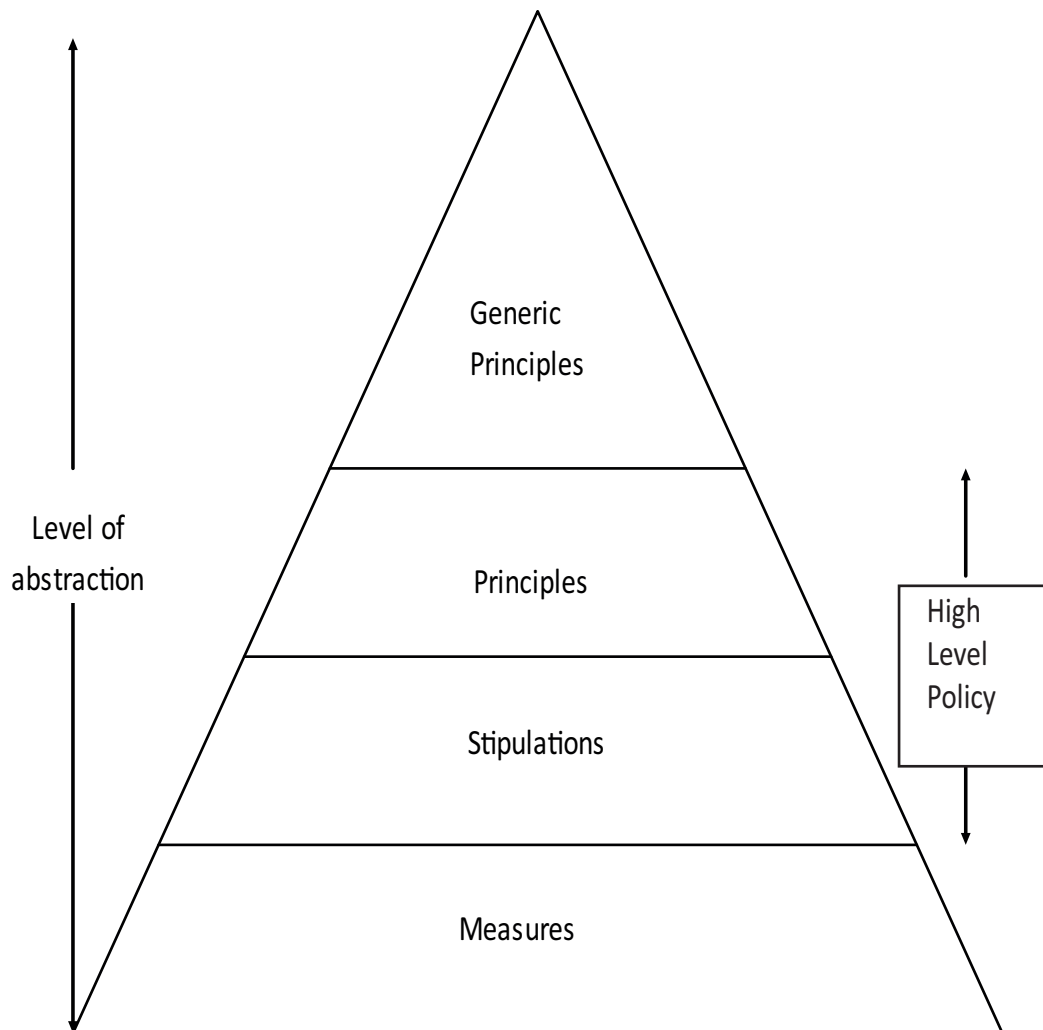 Generic
Principles
Level of
abstraction
Principles
High
Level
Policy
Stipulations
Measures